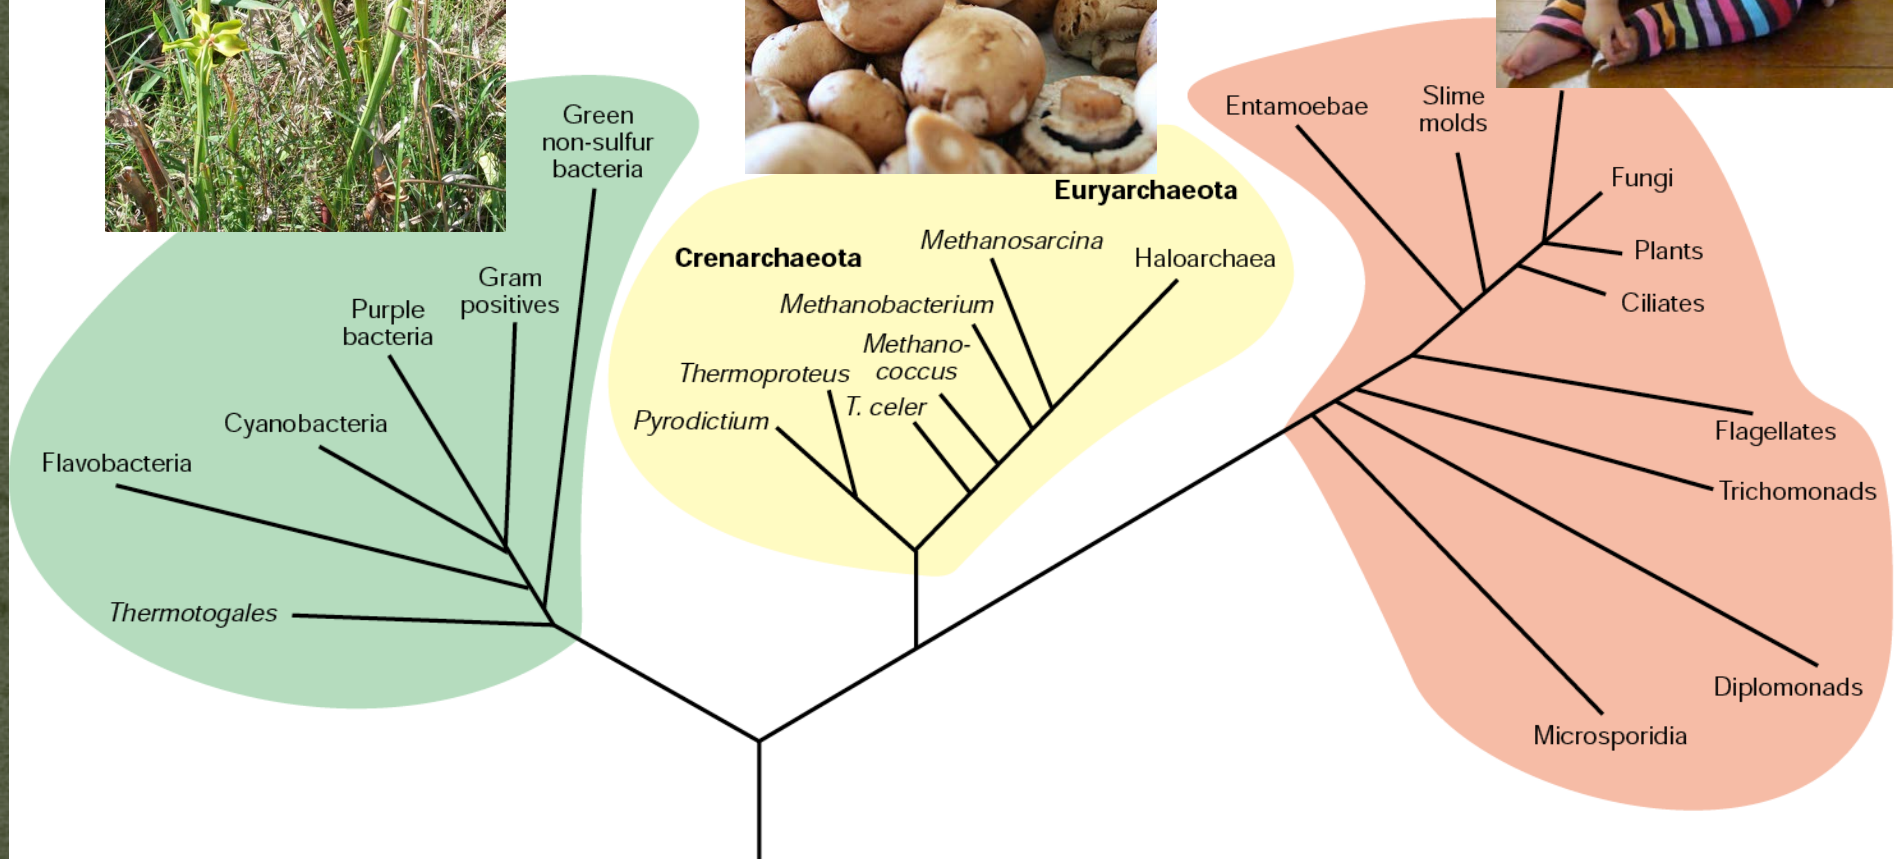 Green
non-sulfur
bacteria
Gram
positives
Purple
bacteria
Cyanobacteria
Flavobacteria
Thermotogales
Crenarchaeota
Euryarchaeota
Methanosarcina
Haloarchaea
Methanobacterium
Methano-
coccus
Thermoproteus
T. celer
Pyrodictium
Entamoebae
Slime
molds
Fungi
Plants
Ciliates
Flagellates
Trichomonads
Diplomonads
Microsporidia